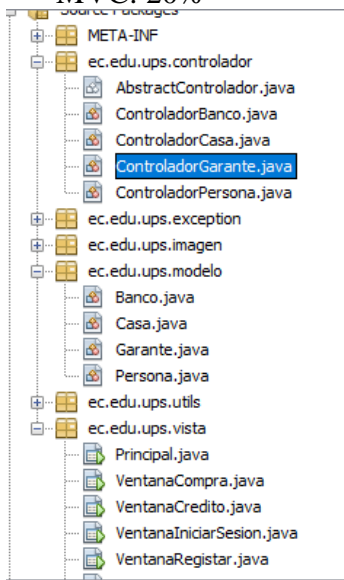 MVC: 20%
Source Packages
META-INF
ec.edu.ups.controlador
AbstractControlador.java
ControladorBanco.java
ControladorCasa.java
ControladorGarante.java
ControladorPersona.java
ec.edu.ups.exception
ec.edu.ups.imagen
ec.edu.ups.modelo
Banco.java
Casa.java
Garante.java
Persona.java
ec.edu.ups.utils
ec.edu.ups.vista
Principal.java
VentanaCompra.java
VentanaCredito.java
VentanaIniciarSesion.java
VentanaRegistar.java